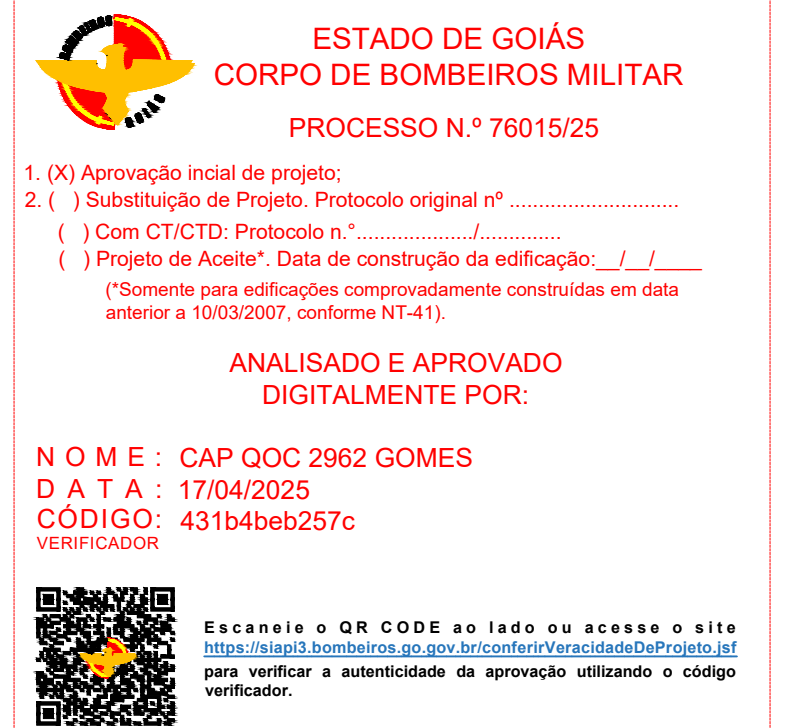 BOMBEIROS
GOIÁS
ESTADO DE GOIÁS
CORPO DE BOMBEIROS MILITAR
PROCESSO N.º 76015/25
1. (X) Aprovação incial de projeto;
2. (   ) Substituição de Projeto. Protocolo original nº .............................
(   ) Com CT/CTD: Protocolo n.°..................../..............
(   ) Projeto de Aceite*. Data de construção da edificação:__/__/____
(*Somente para edificações comprovadamente construídas em data
anterior a 10/03/2007, conforme NT-41).
ANALISADO E APROVADO
DIGITALMENTE POR:
NOME: CAP QOC 2962 GOMES
DATA: 17/04/2025
CÓDIGO: 431b4beb257c
VERIFICADOR
Escaneie o QR CODE ao lado ou acesse o site
https://siapi3.bombeiros.go.gov.br/conferirVeracidadeDeProjeto.jsf
para verificar a autenticidade da aprovação utilizando o código
verificador.